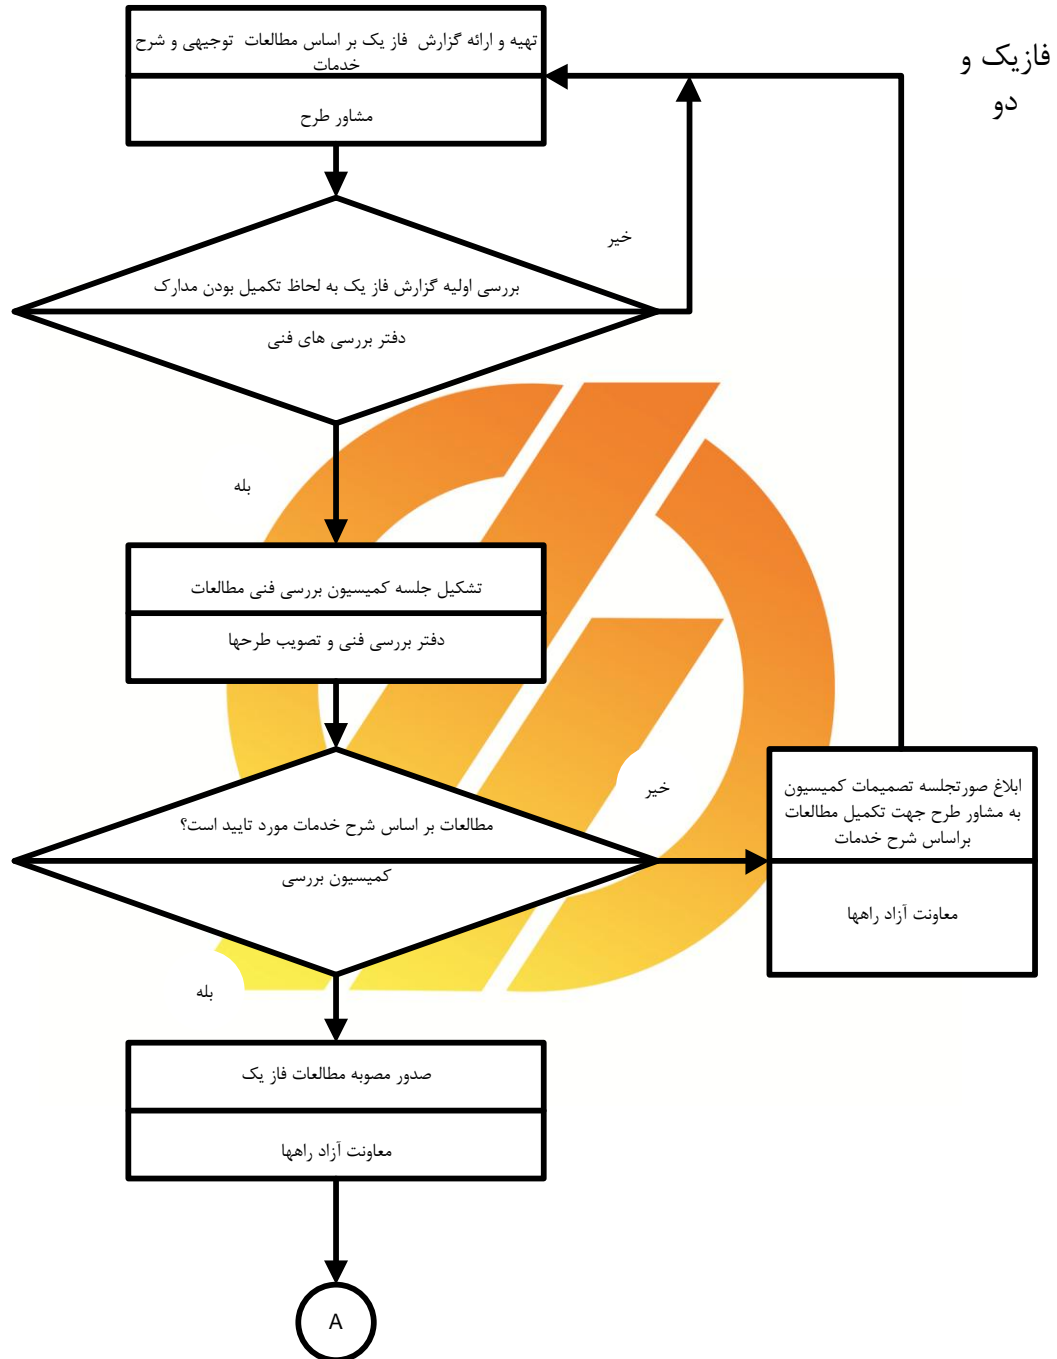 فازیک و
دو
تهیه و ارائه گزارش فاز یک بر اساس مطالعات توجیهی و شرح
خدمات
مشاور طرح
خیر
بررسی اولیه گزارش فاز یک به لحاظ تکمیل بودن مدارک
دفتر بررسی های فنی
بله
تشکیل جلسه کمیسیون بررسی فنی مطالعات
دفتر بررسی فنی و تصویب طرحها
خیر
مطالعات بر اساس شرح خدمات مورد تایید است؟
کمیسیون بررسی
ابلاغ صورتجلسه تصمیمات کمیسیون
به مشاور طرح جهت تکمیل مطالعات
براساس شرح خدمات
معاونت آزاد راهها
بله
صدور مصوبه مطالعات فاز یک
معاونت آزاد راهها
A